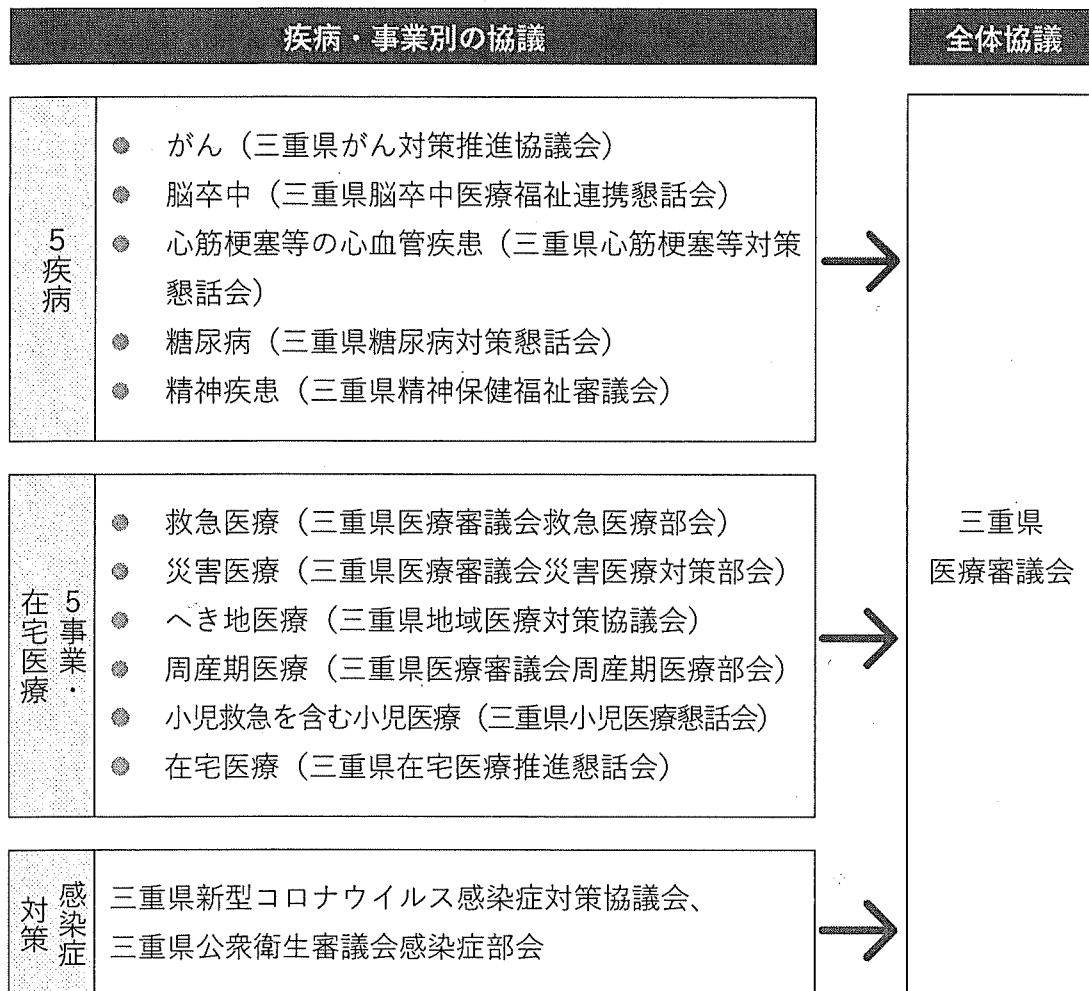 疾病・事業別の協議
全体協議
5疾病
がん（三重県がん対策推進協議会）
脳卒中（三重県脳卒中医療福祉連携懇話会）
心筋梗塞等の心血管疾患（三重県心筋梗塞等対策
懇話会）
糖尿病（三重県糖尿病対策懇話会）
精神疾患（三重県精神保健福祉審議会）
5事業・
在宅医療
救急医療（三重県医療審議会救急医療部会）
災害医療（三重県医療審議会災害医療対策部会）
へき地医療（三重県地域医療対策協議会）
周産期医療（三重県医療審議会周産期医療部会）
小児救急を含む小児医療（三重県小児医療懇話会）
在宅医療（三重県在宅医療推進懇話会）
感染症
対策
三重県新型コロナウイルス感染症対策協議会、
三重県公衆衛生審議会感染症部会
三重県
医療審議会